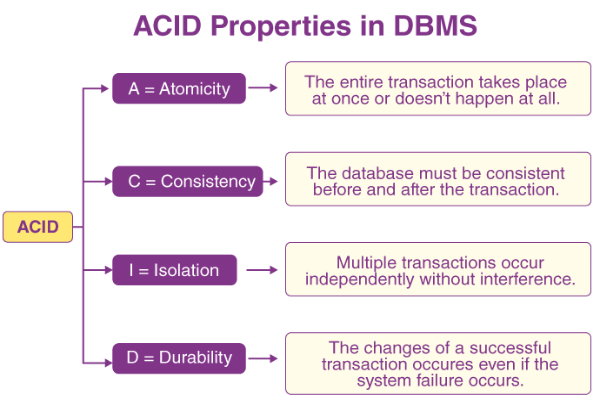 ACID Properties in DBMS
A = Atomicity
The entire transaction takes place
at once or doesn't happen at all.
C = Consistency
The database must be consistent
before and after the transaction.
ACID
I = Isolation
Multiple transactions occur
independently without interference.
D = Durability
The changes of a successful
transaction occures even if the
system failure occurs.